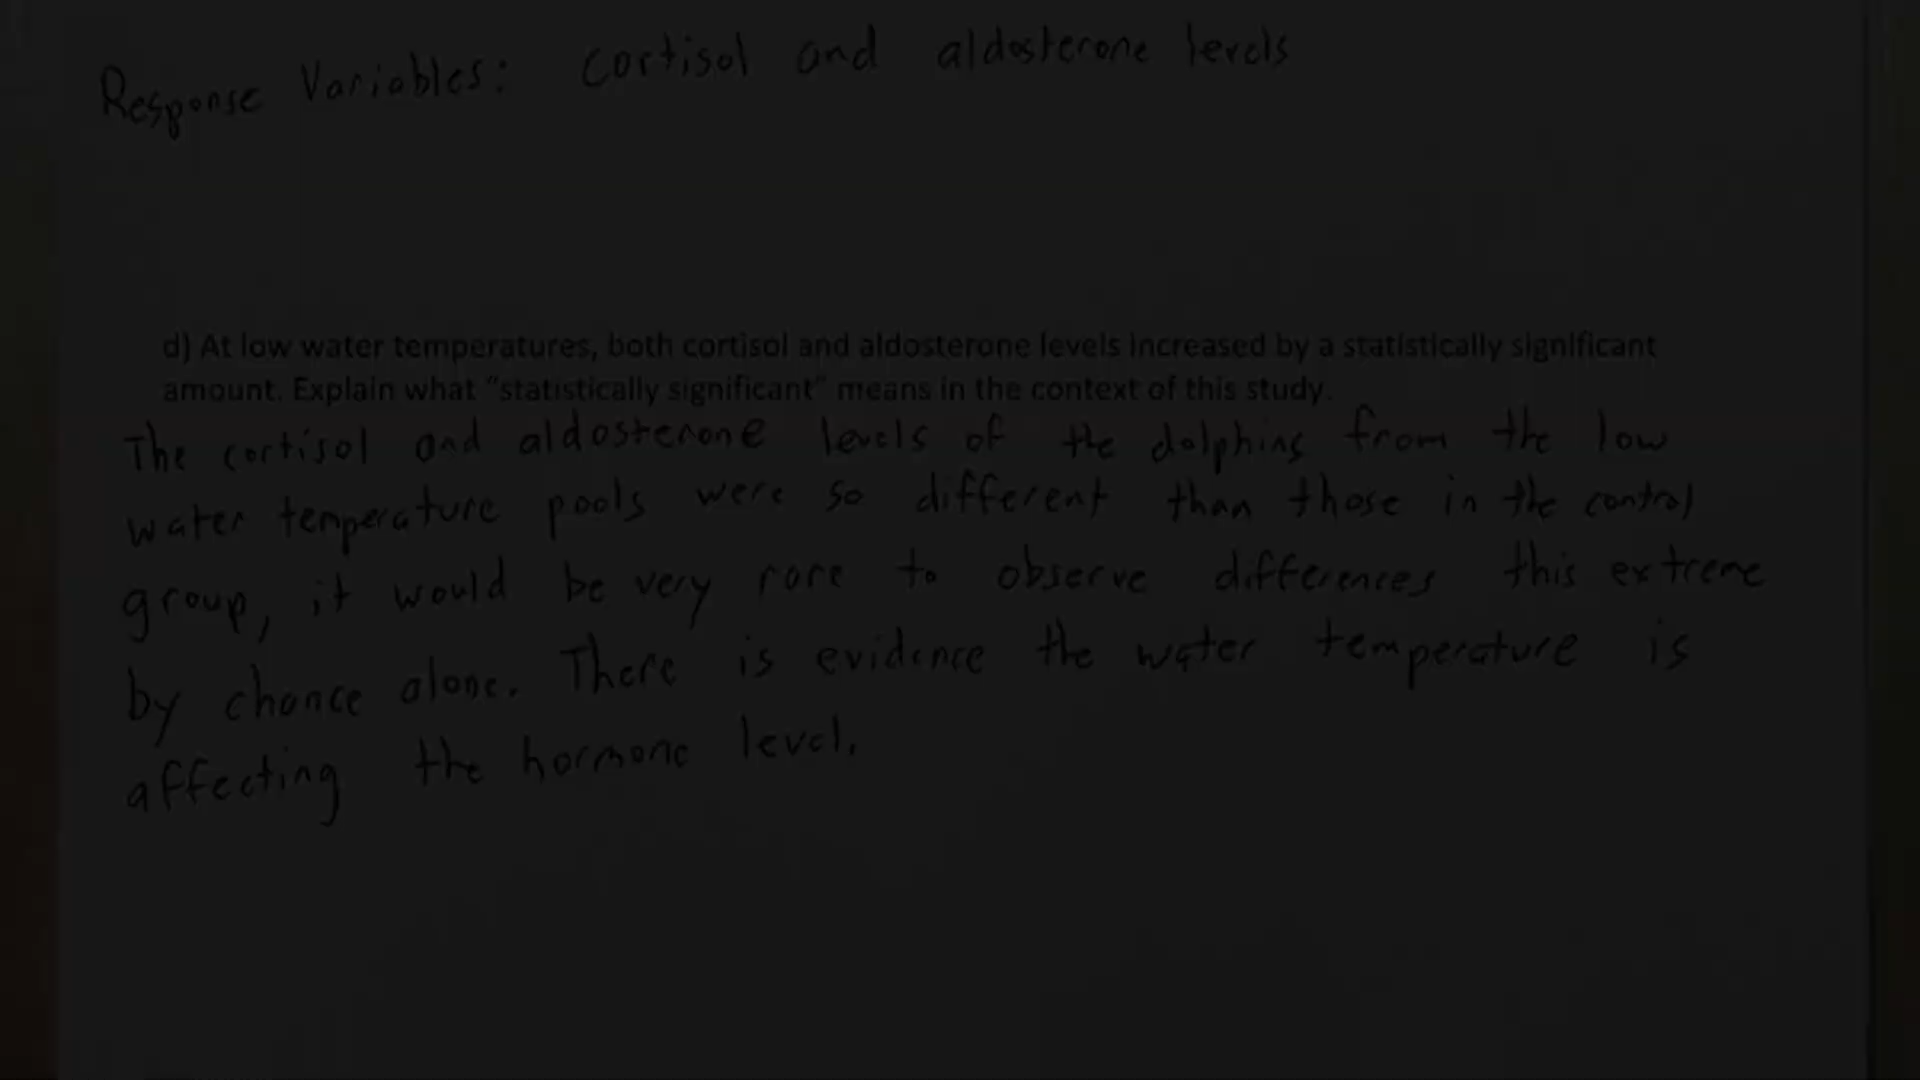 Response Variables: cortisol and aldosterone levels
d) At low water temperatures, both cortisol and aldosterone levels increased by a statistically significant
amount. Explain what "statistically significant" means in the context of this study.
The cortisol and aldosterone levels of the dolphins from the low
water temperature pools were so different than those in the control
group, it would be very rare to observe differences this extreme
by chance alone. There is evidence the water temperature is
affecting the hormone level.